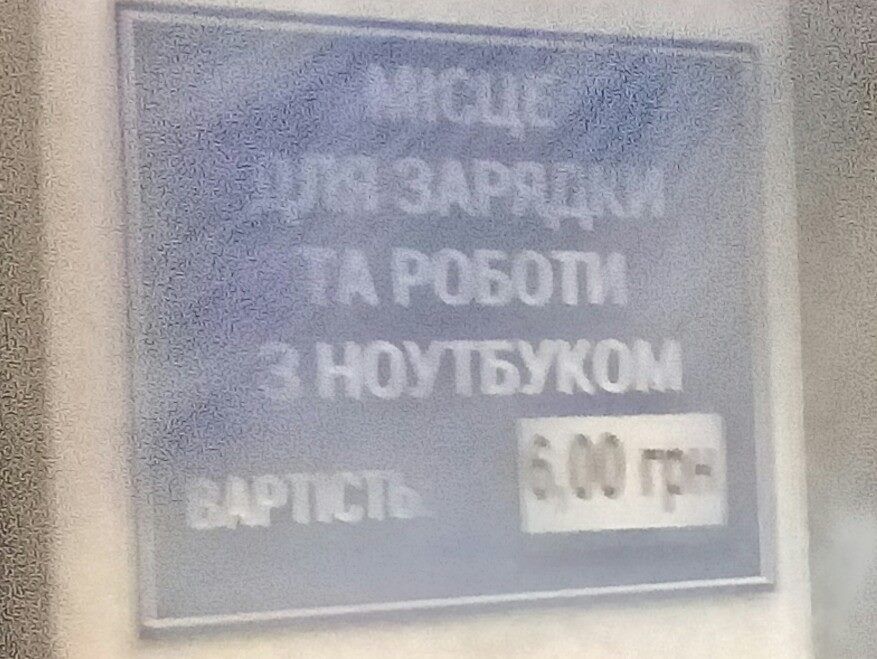 МІСЦЕ
ДЛЯ ЗАРЯДКИ
ТА РОБОТИ
З НОУТБУКОМ
ВАРТІСТЬ 6,00 грн